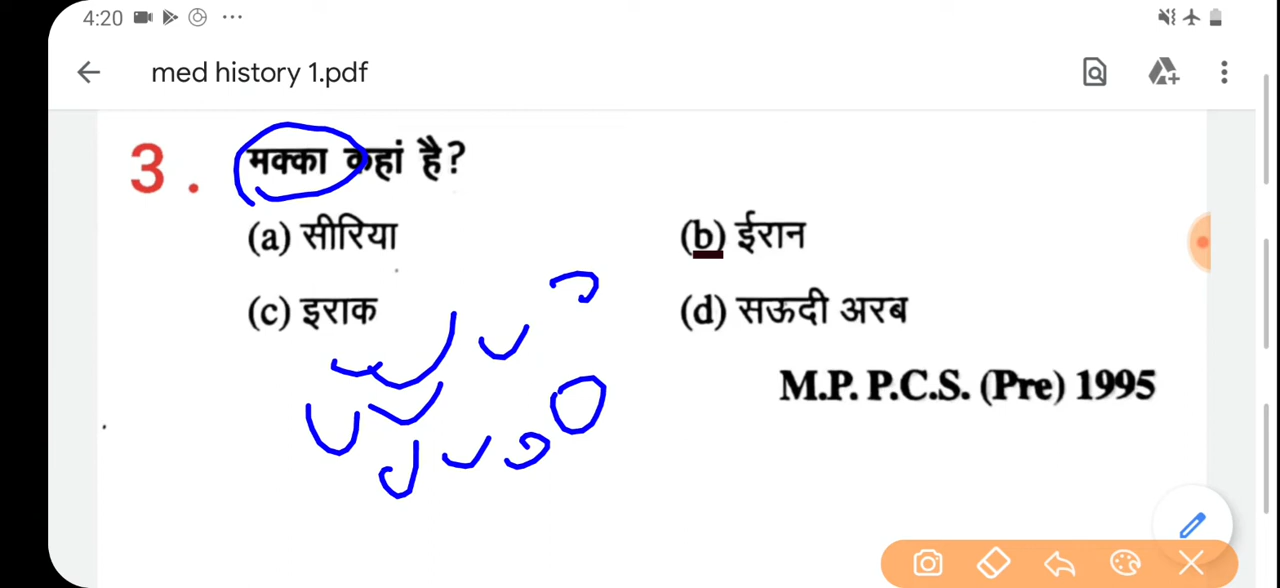 4:20
med history 1.pdf
3. मक्का कहां है?
(a) सीरिया (b) ईरान
(c) इराक (d) सऊदी अरब
M.P. P.C.S. (Pre) 1995